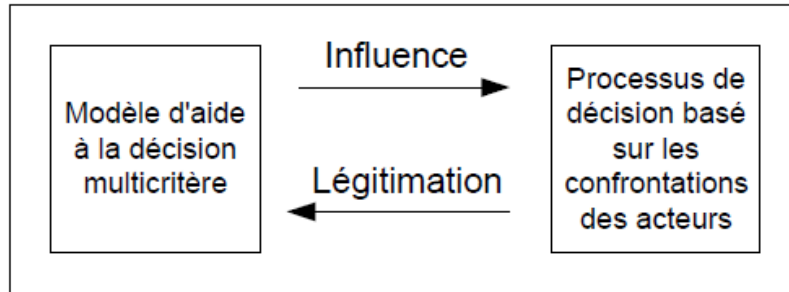 Modèle d'aide
à la décision
multicritère
Influence
Légitimation
Processus de
décision basé
sur les
confrontations
des acteurs